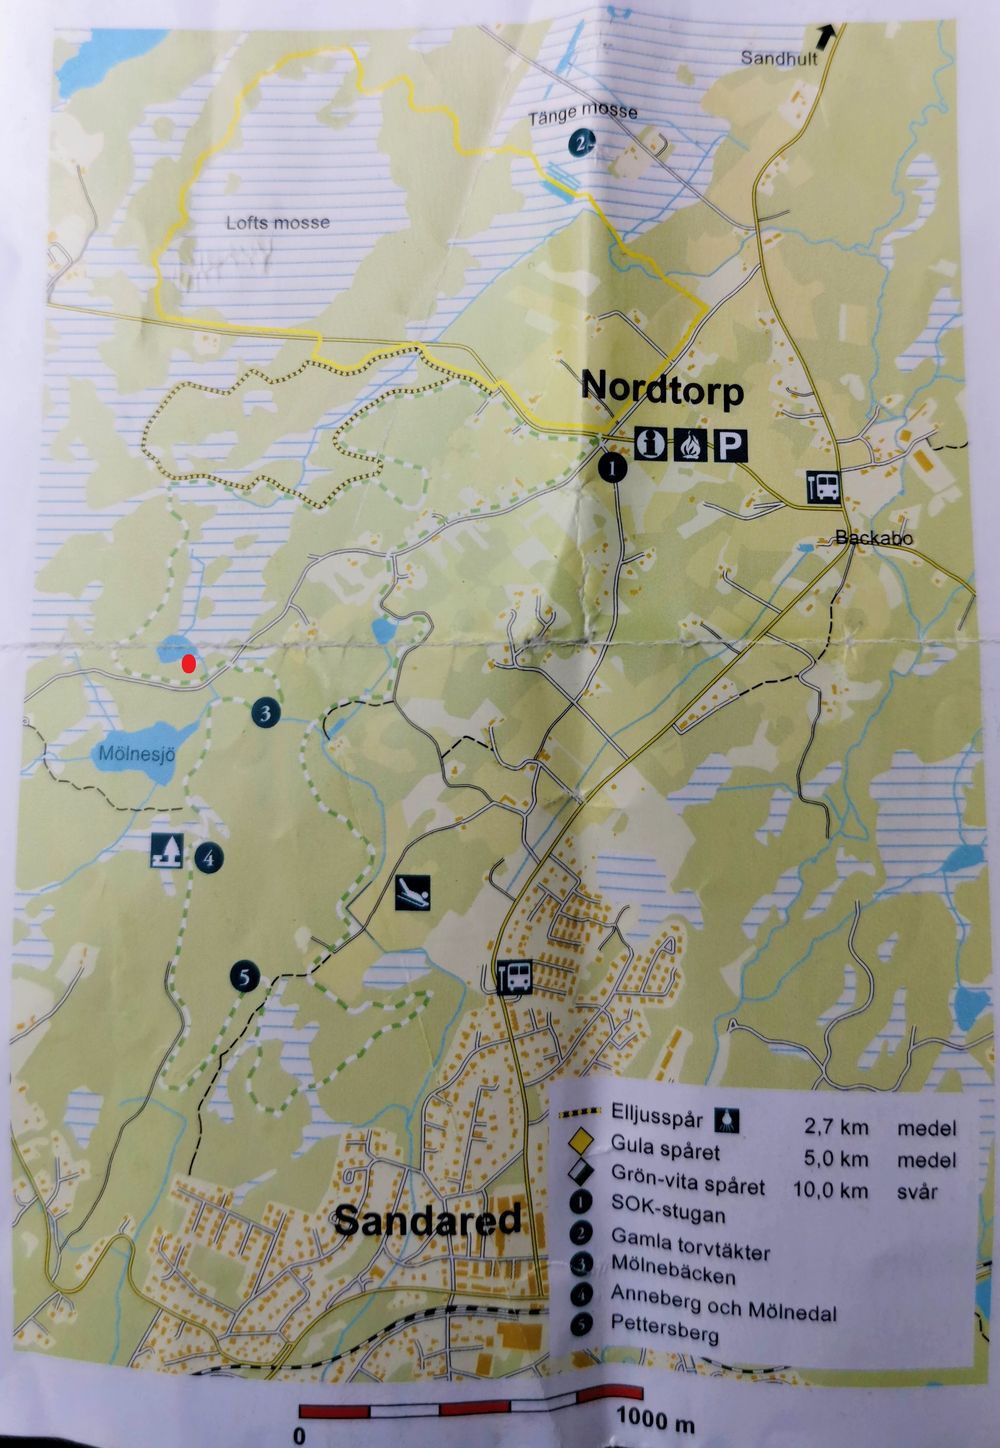 Sandhult
Tänge mosse
2
Lofts mosse
Nordtorp
i P
1
Backabo
3
Mölnesjö
4
5
Elljusspår 2,7 km medel
Gula spåret 5,0 km medel
Grön-vita spåret 10,0 km svår
1 SOK-stugan
2 Gamla torvtäkter
3 Mölnebäcken
4 Anneberg och Mölnedal
5 Pettersberg
Sandared
0 1000 m